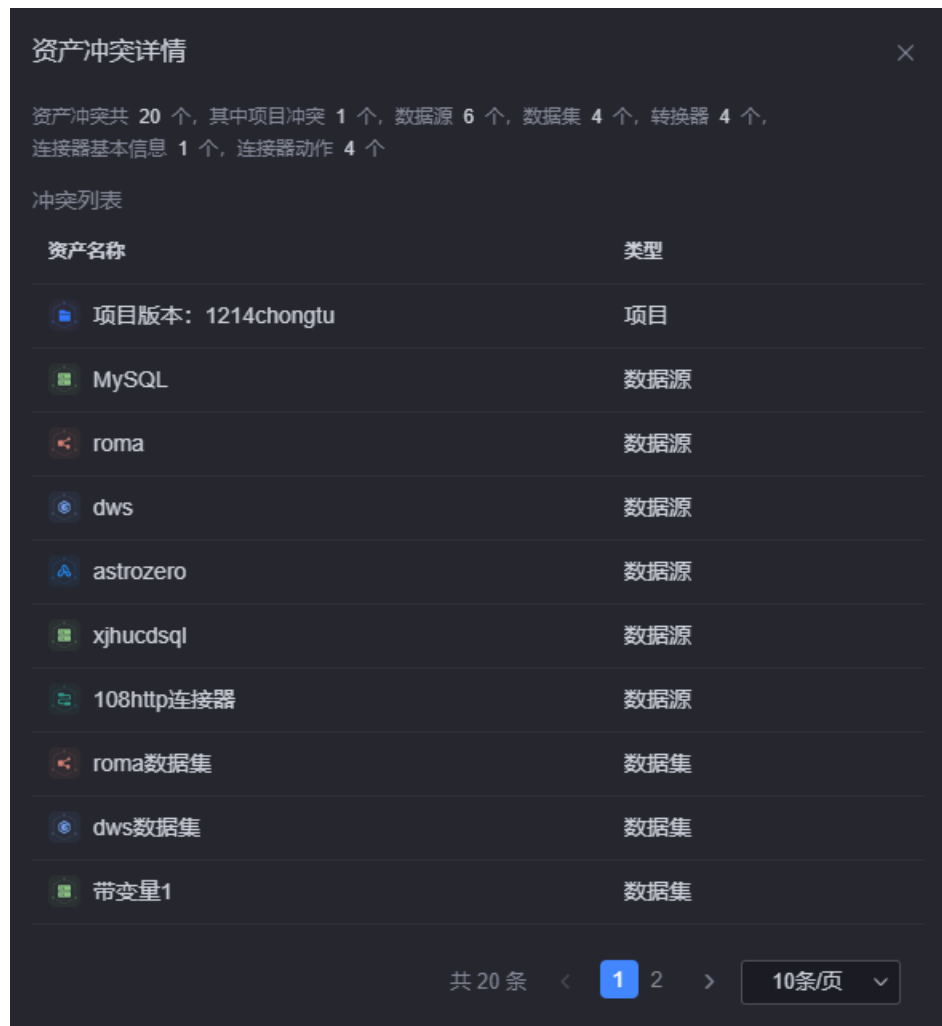 资产冲突详情
资产冲突共 20 个，其中项目冲突 1 个，数据源 6 个，数据集 4 个，转换器 4 个，
连接器基本信息 1 个，连接器动作 4 个
冲突列表
资产名称 类型
项目版本：1214chongtu 项目
MySQL 数据源
roma 数据源
dws 数据源
astrozero 数据源
xjhucdsql 数据源
108http连接器 数据源
roma数据集 数据集
dws数据集 数据集
带变量1 数据集
共 20 条 1 2 10条/页